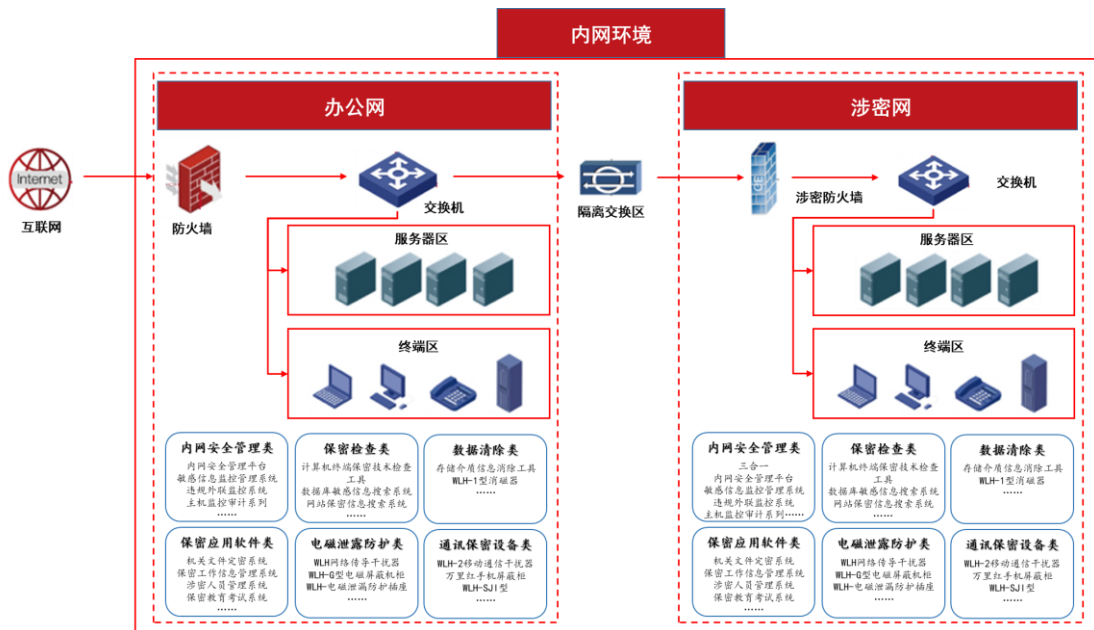 内网环境
办公网
涉密网
Internet
互联网
防火墙
交换机
隔离交换区
涉密防火墙
交换机
服务器区
终端区
服务器区
终端区
内网安全管理类
内网安全管理平台
敏感信息监控管理系统
违规外联监控系统
主机监控审计系列
……
保密检查类
计算机终端保密技术检查
工具
数据库敏感信息搜索系统
网站保密信息搜索系统
……
数据清除类
存储介质信息消除工具
WLH-1型消磁器
……
保密应用软件类
机关文件定密系统
保密工作信息管理系统
涉密人员管理系统
保密教育考试系统
……
电磁泄露防护类
WLH网络传导干扰器
WLH-G型电磁屏蔽机柜
WLH-电磁泄漏防护插座
……
通讯保密设备类
WLH-2移动通信干扰器
万里红手机屏蔽柜
WLH-SJI型
……
内网安全管理类
三合一
内网安全管理平台
敏感信息监控管理系统
违规外联监控系统
主机监控审计系列……
保密检查类
计算机终端保密技术检查
工具
数据库敏感信息搜索系统
网站保密信息搜索系统
……
数据清除类
存储介质信息消除工具
WLH-1型消磁器
……
保密应用软件类
机关文件定密系统
保密工作信息管理系统
涉密人员管理系统
保密教育考试系统
……
电磁泄露防护类
WLH网络传导干扰器
WLH-G型电磁屏蔽机柜
WLH-电磁泄漏防护插座
……
通讯保密设备类
WLH-2移动通信干扰器
万里红手机屏蔽柜
WLH-SJI型
……